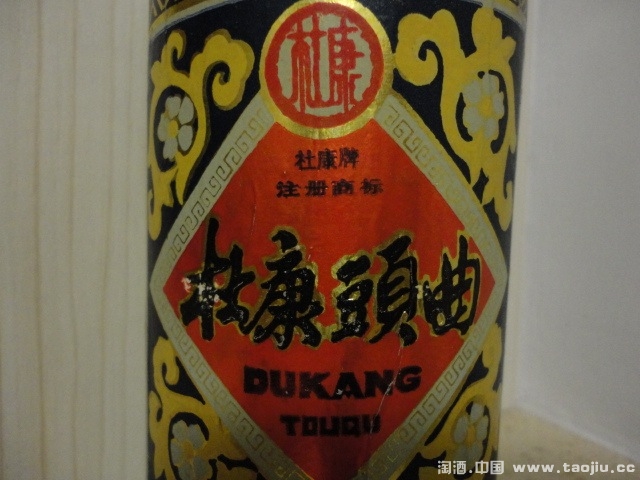 杜康
杜康牌
注册商标
杜康頭曲
DUKANG
TOUQU
淘酒.中国 www.taojiu.cc